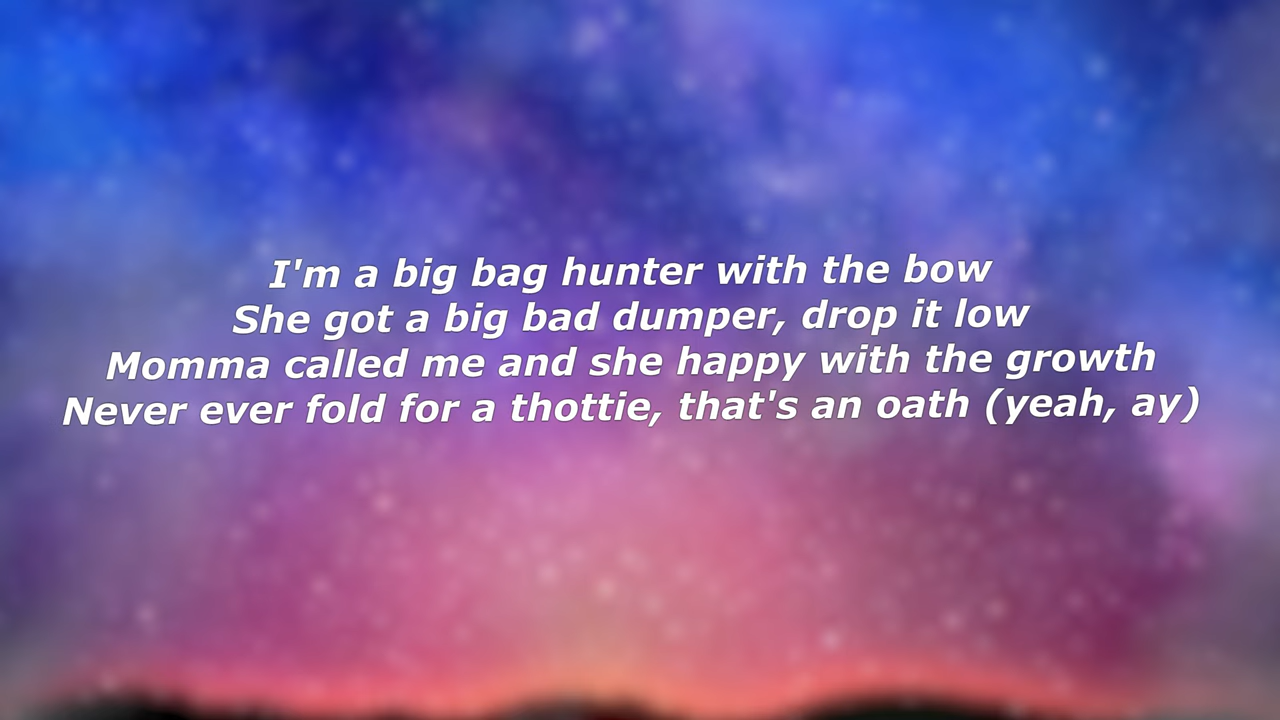 I'm a big bag hunter with the bow
She got a big bad dumper, drop it low
Momma called me and she happy with the growth
Never ever fold for a thottie, that's an oath (yeah, ay)